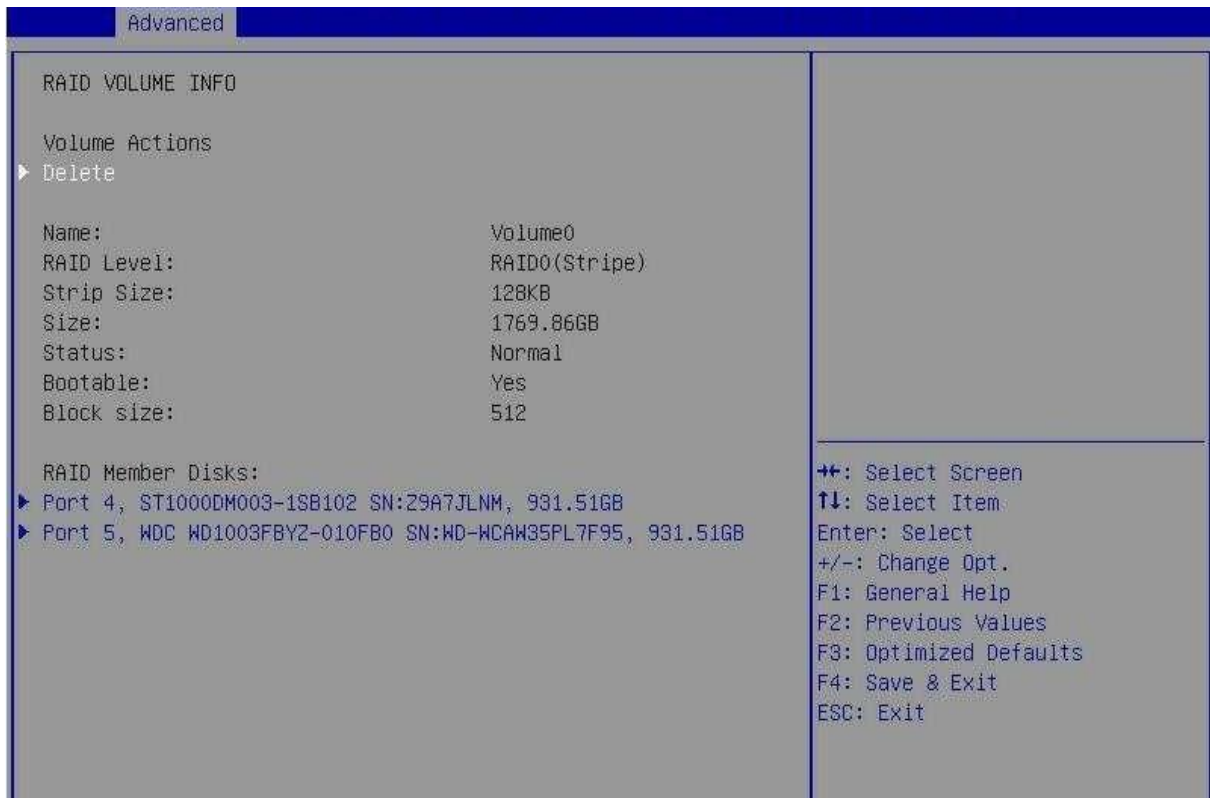 Advanced
RAID VOLUME INFO
Volume Actions
Delete
Name: Volume0
RAID Level: RAID0(Stripe)
Strip Size: 128KB
Size: 1769.86GB
Status: Normal
Bootable: Yes
Block size: 512
RAID Member Disks:
Port 4, ST1000DM003-1SB102 SN:Z9A7JLNM, 931.51GB
Port 5, WDC WD1003FBYZ-010FB0 SN:WD-WCAW35PL7F95, 931.51GB
→←: Select Screen
↑↓: Select Item
Enter: Select
+/-: Change Opt.
F1: General Help
F2: Previous Values
F3: Optimized Defaults
F4: Save & Exit
ESC: Exit